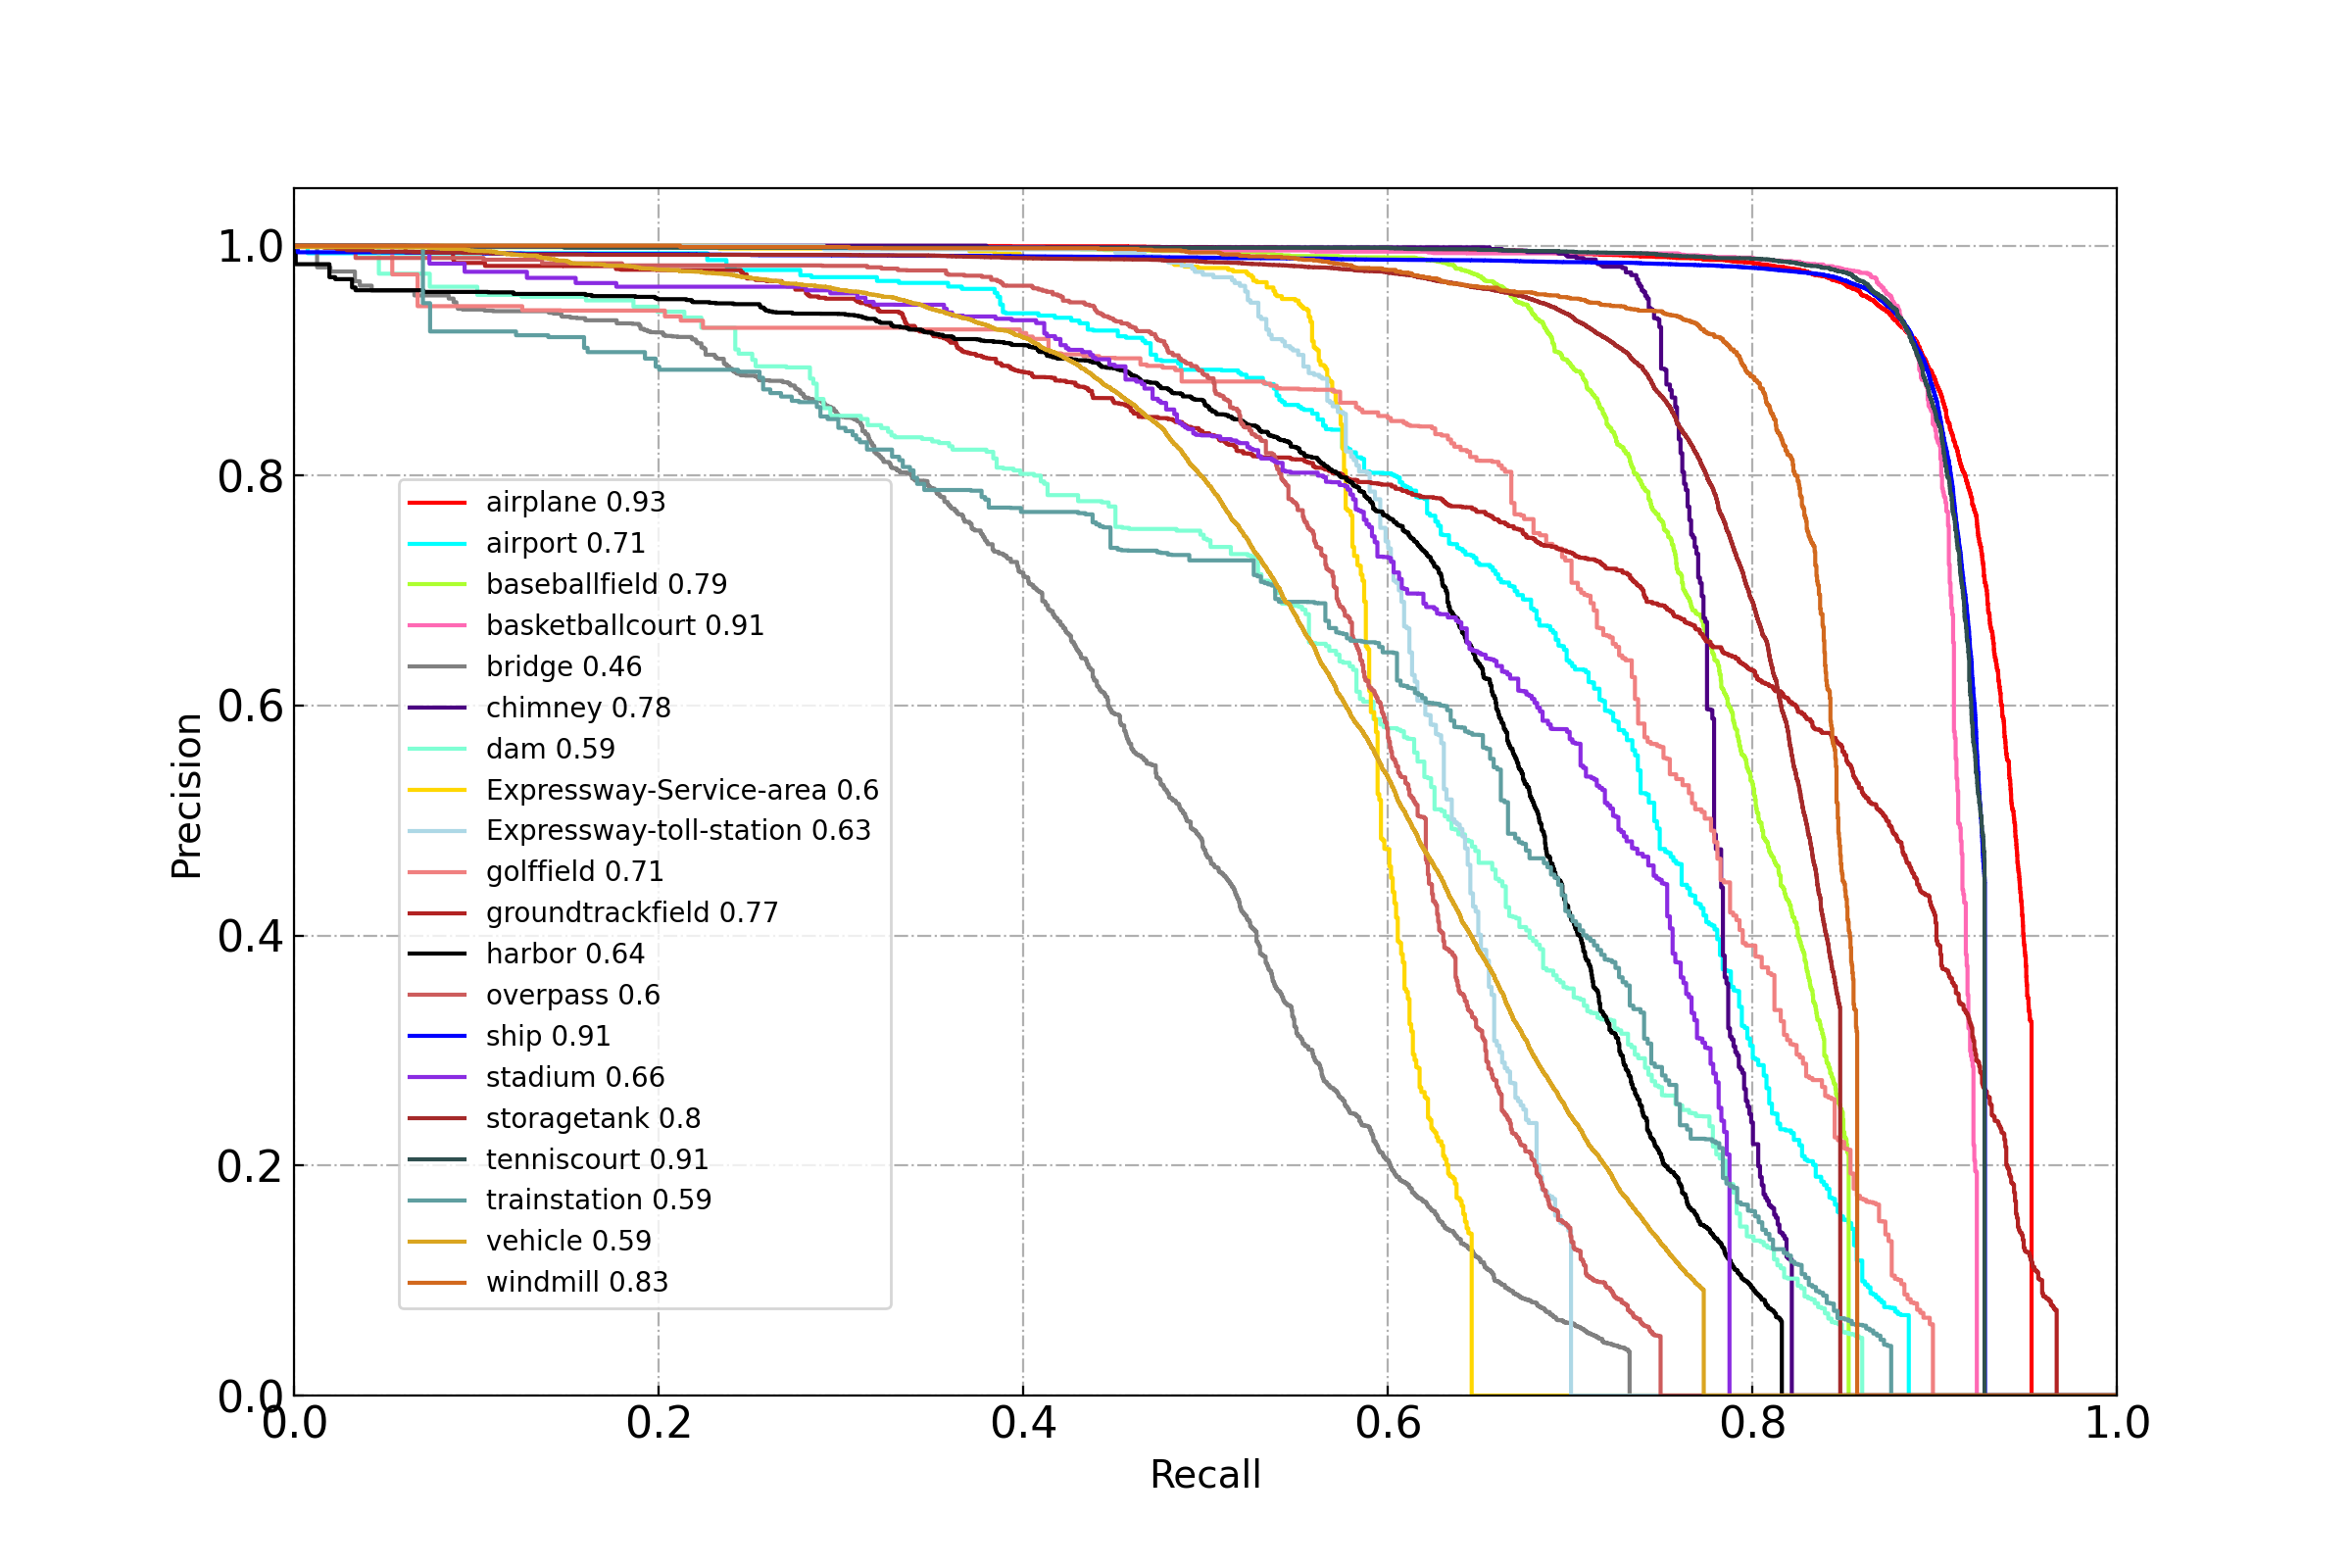 1.0
0.8
0.6
0.4
0.2
0.0
Precision
airplane 0.93
airport 0.71
baseballfield 0.79
basketballcourt 0.91
bridge 0.46
chimney 0.78
dam 0.59
Expressway-Service-area 0.6
Expressway-toll-station 0.63
golffield 0.71
groundtrackfield 0.77
harbor 0.64
overpass 0.6
ship 0.91
stadium 0.66
storagetank 0.8
tenniscourt 0.91
trainstation 0.59
vehicle 0.59
windmill 0.83
0.0 0.2 0.4 0.6 0.8 1.0
Recall